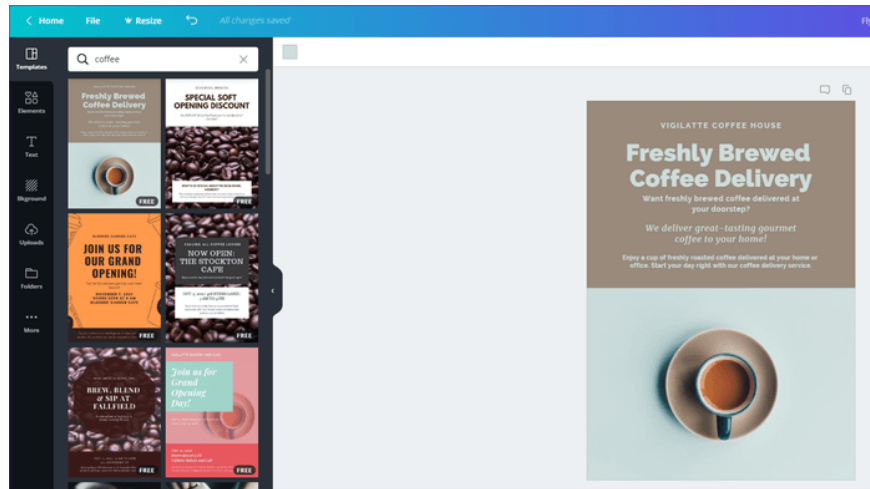 Home File Resize All changes saved
Templates
Elements
Text
Bkground
Uploads
Folders
More
coffee
Freshly Brewed
Coffee Delivery
FREE
SPECIAL SOFT
OPENING DISCOUNT
JOIN US FOR
OUR GRAND
OPENING!
FREE
NOW OPEN:
THE STOCKTON
CAFE
FREE
BREW, BLEND
& SIP AT
FALLFIELD
FREE
Join us for
Grand
Opening
Day!
FREE
VIGILATTE COFFEE HOUSE
Freshly Brewed
Coffee Delivery
Want freshly brewed coffee delivered at
your doorstep?
We deliver great-tasting gourmet
coffee to your home!
Enjoy a cup of freshly roasted coffee delivered at your home or
office. Start your day right with our coffee delivery service.